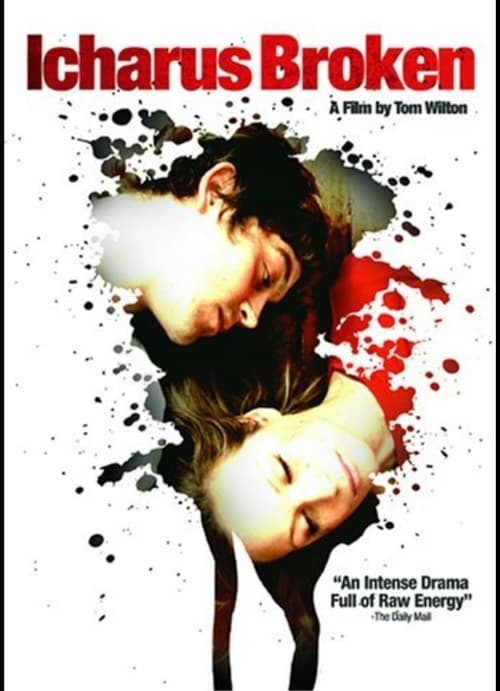 Icharus Broken
A Film by Tom Wilton
“An Intense Drama
Full of Raw Energy”
-The Daily Mail